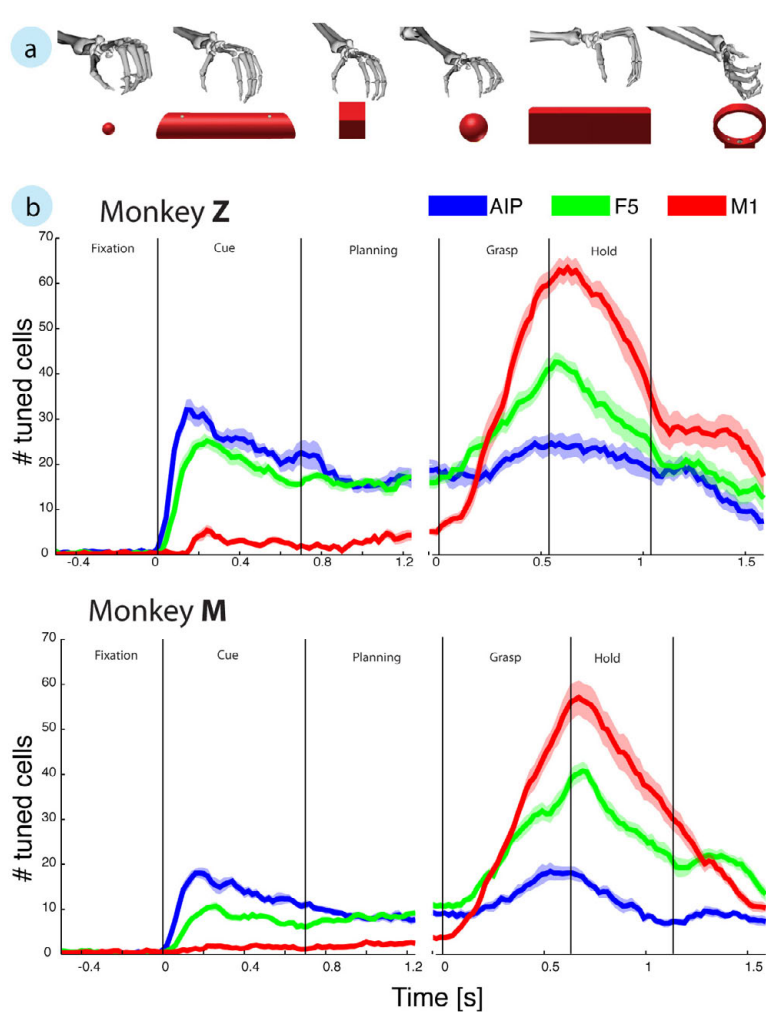 a
b
Monkey Z
AIP F5 M1
70
60
50
40
30
20
10
0
# tuned cells
Fixation Cue Planning Grasp Hold
-0.4 0 0.4 0.8 1.2 0 0.5 1 1.5
Monkey M
70
60
50
40
30
20
10
0
# tuned cells
Fixation Cue Planning Grasp Hold
-0.4 0 0.4 0.8 1.2 0 0.5 1 1.5
Time [s]